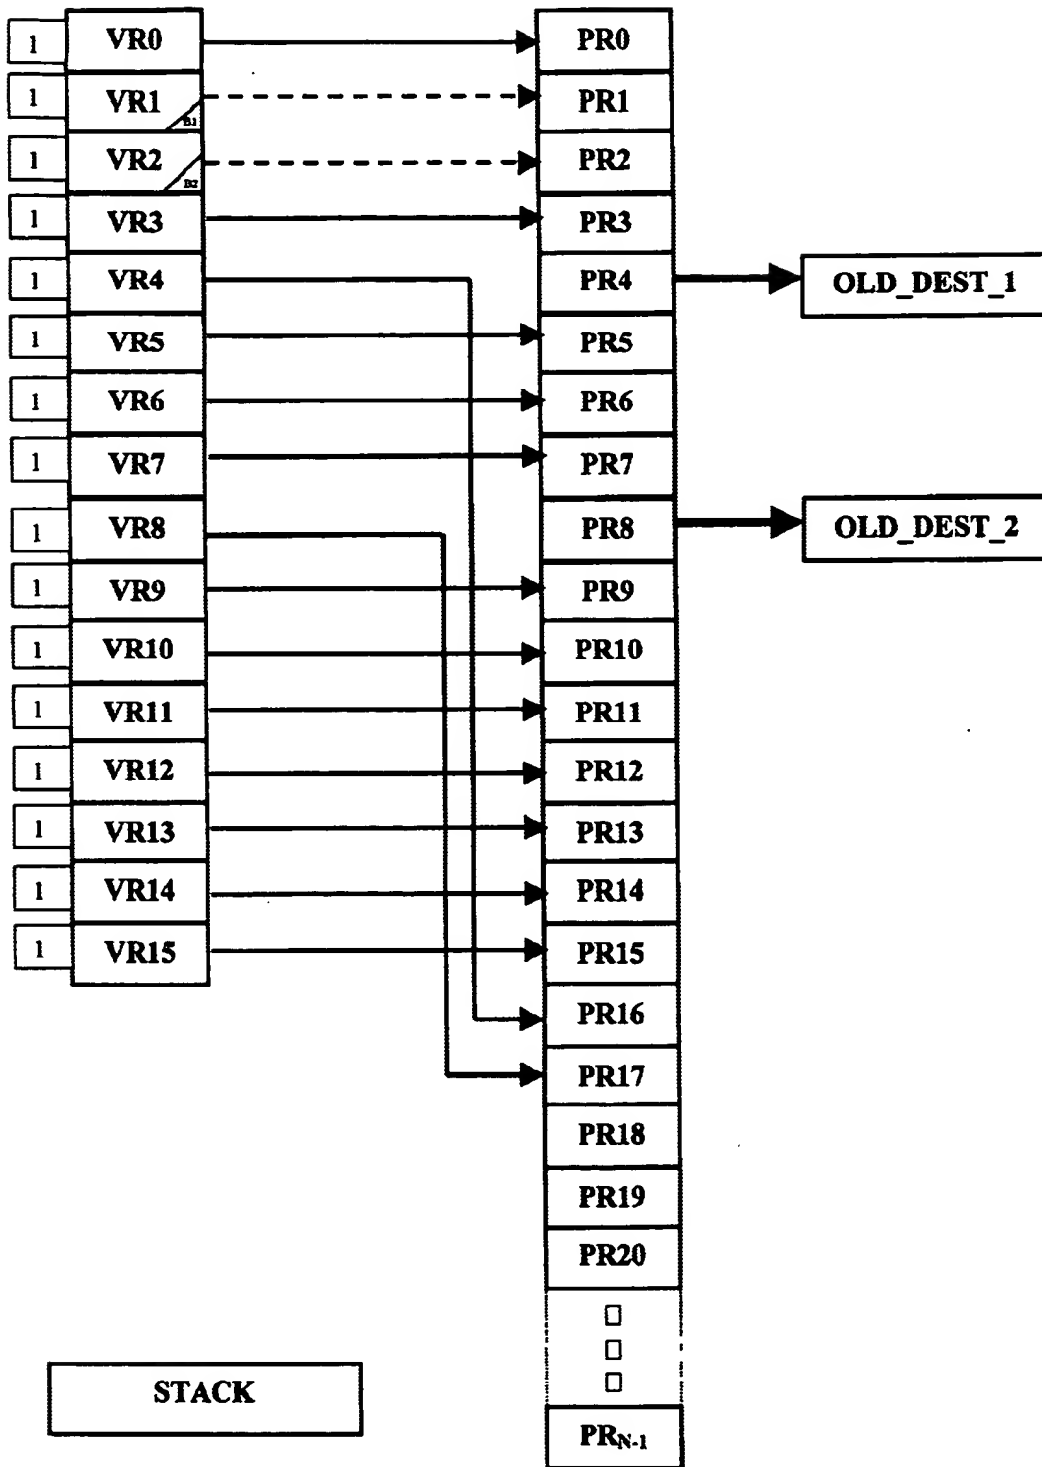 1 VR0 PR0
1 VR1 B1 PR1
1 VR2 B2 PR2
1 VR3 PR3
1 VR4 PR4 OLD_DEST_1
1 VR5 PR5
1 VR6 PR6
1 VR7 PR7
1 VR8 PR8 OLD_DEST_2
1 VR9 PR9
1 VR10 PR10
1 VR11 PR11
1 VR12 PR12
1 VR13 PR13
1 VR14 PR14
1 VR15 PR15
PR16
PR17
PR18
PR19
PR20
STACK
PRN-1